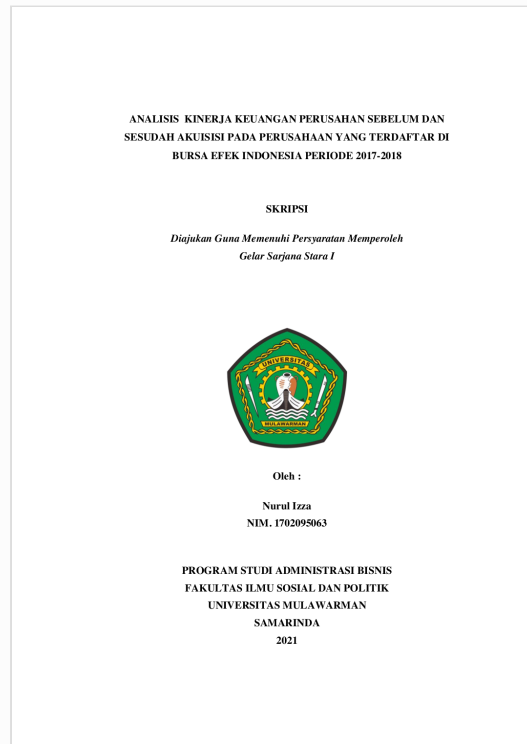 ANALISIS KINERJA KEUANGAN PERUSAHAN SEBELUM DAN
SESUDAH AKUISISI PADA PERUSAHAAN YANG TERDAFTAR DI
BURSA EFEK INDONESIA PERIODE 2017-2018
SKRIPSI
Diajukan Guna Memenuhi Persyaratan Memperoleh
Gelar Sarjana Stara I
UNIVERSITAS
MULAWARMAN
Oleh :
Nurul Izza
NIM. 1702095063
PROGRAM STUDI ADMINISTRASI BISNIS
FAKULTAS ILMU SOSIAL DAN POLITIK
UNIVERSITAS MULAWARMAN
SAMARINDA
2021